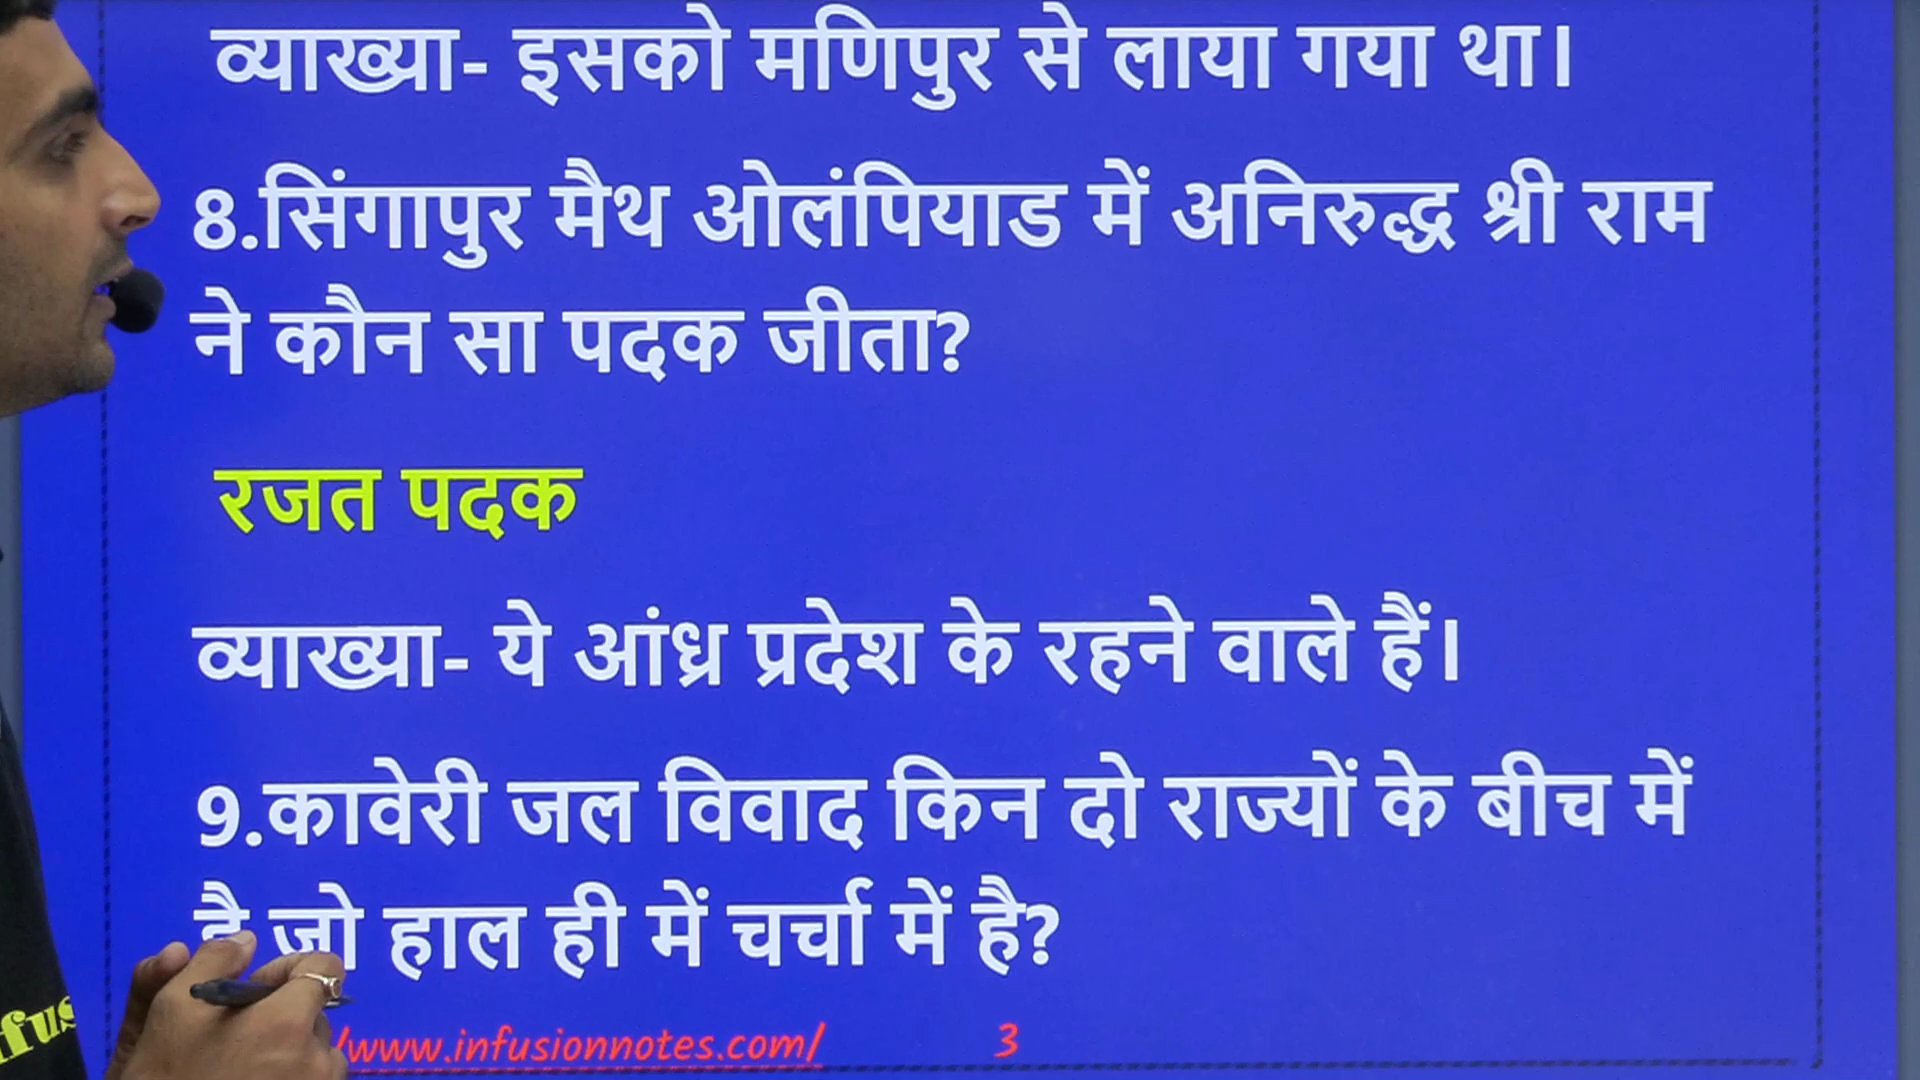 व्याख्या- इसको मणिपुर से लाया गया था।
8.सिंगापुर मैथ ओलंपियाड में अनिरुद्ध श्री राम
ने कौन सा पदक जीता?
रजत पदक
व्याख्या- ये आंध्र प्रदेश के रहने वाले हैं।
9.कावेरी जल विवाद किन दो राज्यों के बीच में
है जो हाल ही में चर्चा में है?
/www.infusionnotes.com/ 3